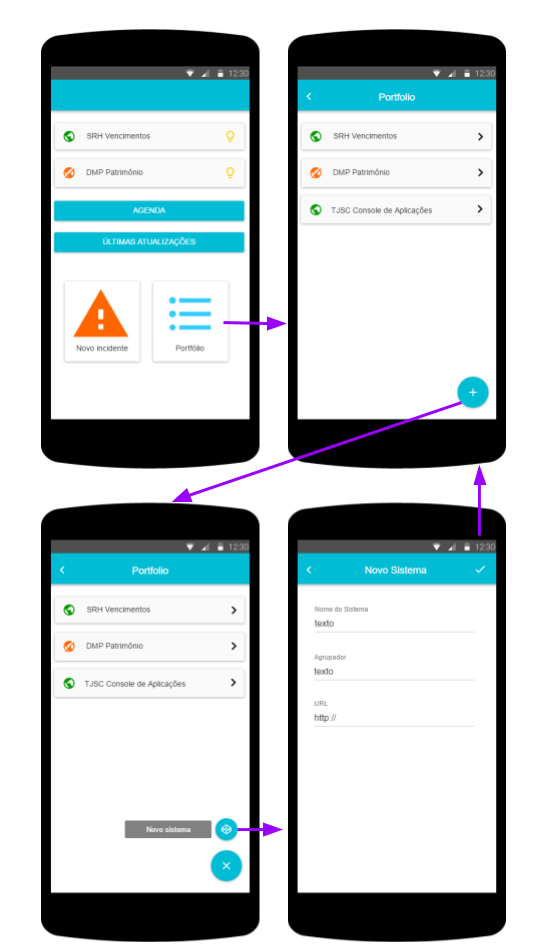 12:30
SRH Vencimentos
DMP Patrimônio
AGENDA
ÚLTIMAS ATUALIZAÇÕES
Novo incidente
Portfólio
12:30
Portfolio
SRH Vencimentos
DMP Patrimônio
TJSC Console de Aplicações
+
12:30
Portfolio
SRH Vencimentos
DMP Patrimônio
TJSC Console de Aplicações
Novo sistema
12:30
Novo Sistema
Nome do Sistema
texto
Agrupador
texto
URL
http://